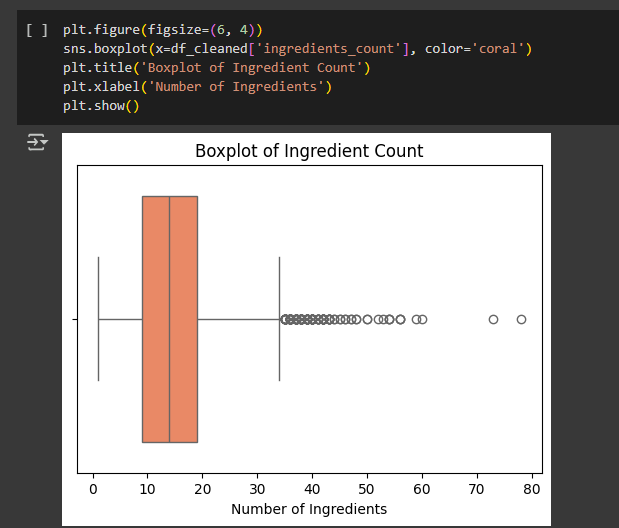 [ ] plt.figure(figsize=(6, 4))
sns.boxplot(x=df_cleaned['ingredients_count'], color='coral')
plt.title('Boxplot of Ingredient Count')
plt.xlabel('Number of Ingredients')
plt.show()
Boxplot of Ingredient Count
0 10 20 30 40 50 60 70 80
Number of Ingredients